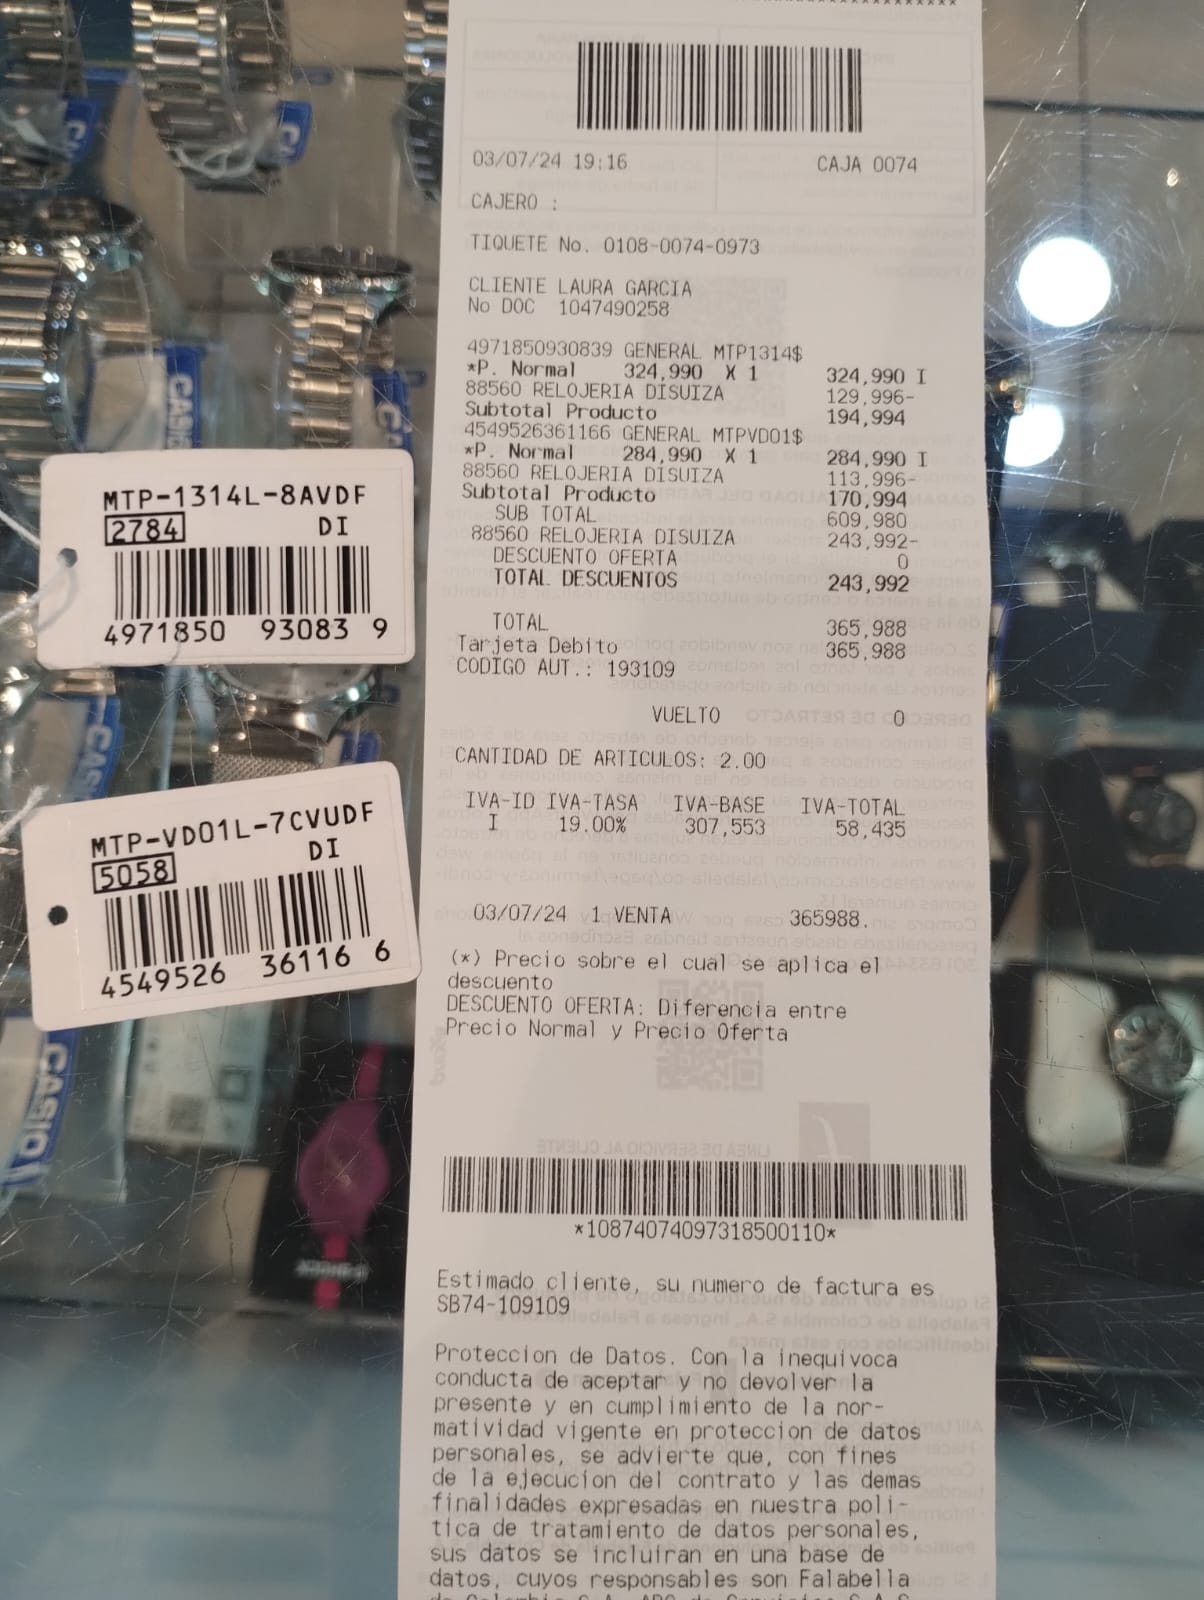 03/07/24 19:16 CAJA 0074
CAJERO :
TIQUETE No. 0108-0074-0973
CLIENTE LAURA GARCIA
No DOC 1047490258
4971850930839 GENERAL MTP1314$
*P. Normal 324,990 X 1 324,990 I
88560 RELOJERIA DISUIZA 129,996-
Subtotal Producto 194,994
4549526361166 GENERAL MTPVD01$
*P. Normal 284,990 X 1 284,990 I
88560 RELOJERIA DISUIZA 113,996-
Subtotal Producto 170,994
SUB TOTAL 609,980
88560 RELOJERIA DISUIZA 243,992-
DESCUENTO OFERTA 0
TOTAL DESCUENTOS 243,992
TOTAL 365,988
Tarjeta Debito 365,988
CODIGO AUT.: 193109
VUELTO 0
CANTIDAD DE ARTICULOS: 2.00
IVA-ID IVA-TASA IVA-BASE IVA-TOTAL
I 19.00% 307,553 58,435
03/07/24 1 VENTA 365988.
(*) Precio sobre el cual se aplica el
descuento
DESCUENTO OFERTA: Diferencia entre
Precio Normal y Precio Oferta
*10874074097318500110*
Estimado cliente, su numero de factura es
SB74-109109
Proteccion de Datos. Con la inequivoca
conducta de aceptar y no devolver la
presente y en cumplimiento de la nor-
matividad vigente en proteccion de datos
personales, se advierte que, con fines
de la ejecucion del contrato y las demas
finalidades expresadas en nuestra poli-
tica de tratamiento de datos personales,
sus datos se incluiran en una base de
datos, cuyos responsables son Falabella
MTP-1314L-8AVDF
2784 DI
4971850 93083 9
MTP-VD01L-7CVUDF
5058 DI
4549526 36116 6
CASIO
CASIO
CASIO